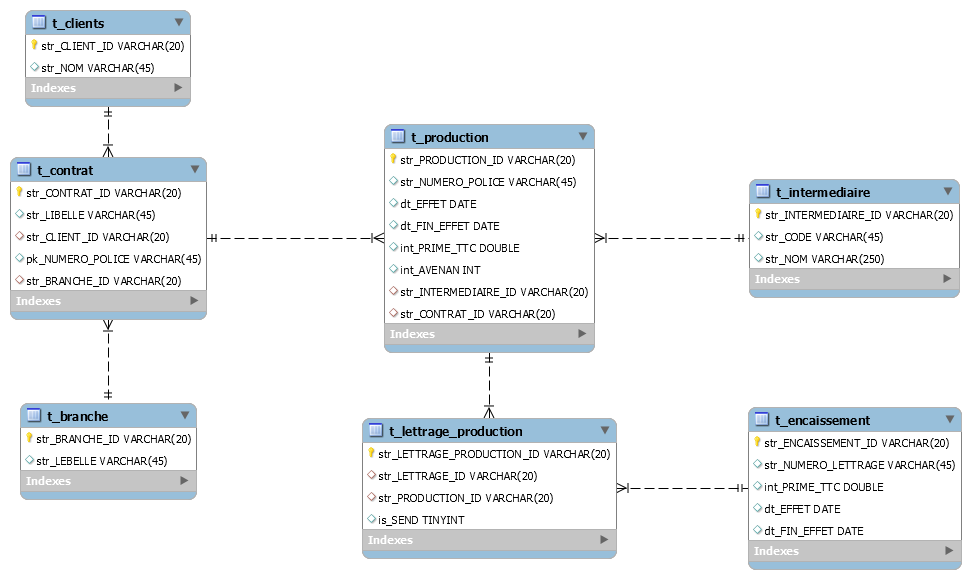 t_clients
str_CLIENT_ID VARCHAR(20)
str_NOM VARCHAR(45)
Indexes
t_contrat
str_CONTRAT_ID VARCHAR(20)
str_LIBELLE VARCHAR(45)
str_CLIENT_ID VARCHAR(20)
pk_NUMERO_POLICE VARCHAR(45)
str_BRANCHE_ID VARCHAR(20)
Indexes
t_branche
str_BRANCHE_ID VARCHAR(20)
str_LEBELLE VARCHAR(45)
Indexes
t_production
str_PRODUCTION_ID VARCHAR(20)
str_NUMERO_POLICE VARCHAR(45)
dt_EFFET DATE
dt_FIN_EFFET DATE
int_PRIME_TTC DOUBLE
int_AVENAN INT
str_INTERMEDIAIRE_ID VARCHAR(20)
str_CONTRAT_ID VARCHAR(20)
Indexes
t_lettrage_production
str_LETTRAGE_PRODUCTION_ID VARCHAR(20)
str_LETTRAGE_ID VARCHAR(20)
str_PRODUCTION_ID VARCHAR(20)
is_SEND TINYINT
Indexes
t_intermediaire
str_INTERMEDIAIRE_ID VARCHAR(20)
str_CODE VARCHAR(45)
str_NOM VARCHAR(250)
Indexes
t_encaissement
str_ENCAISSEMENT_ID VARCHAR(20)
str_NUMERO_LETTRAGE VARCHAR(45)
int_PRIME_TTC DOUBLE
dt_EFFET DATE
dt_FIN_EFFET DATE
Indexes